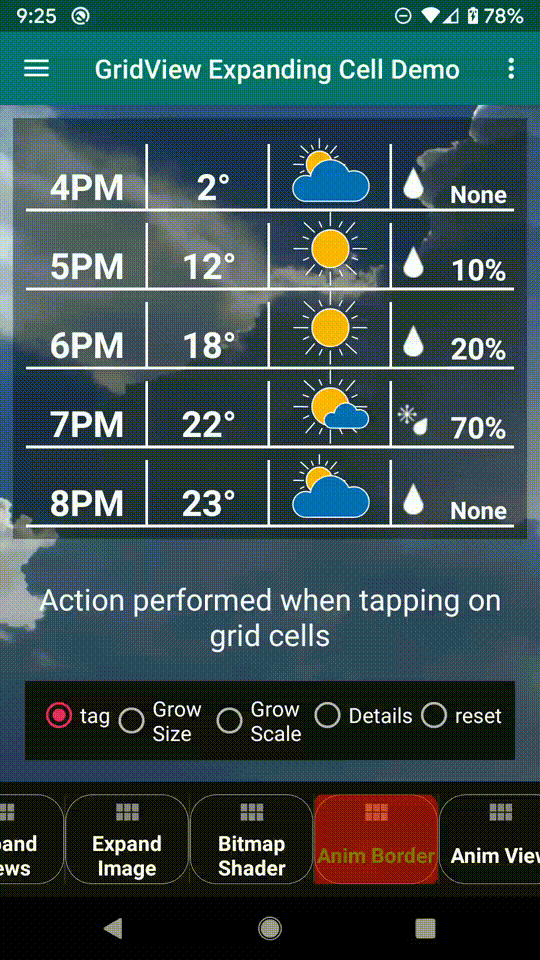 9:25 78%
GridView Expanding Cell Demo
4PM 2° None
5PM 12° 10%
6PM 18° 20%
7PM 22° 70%
8PM 23° None
Action performed when tapping on
grid cells
tag Grow Size Grow Scale Details reset
Expand Image
Bitmap Shader
Anim Border
Anim View